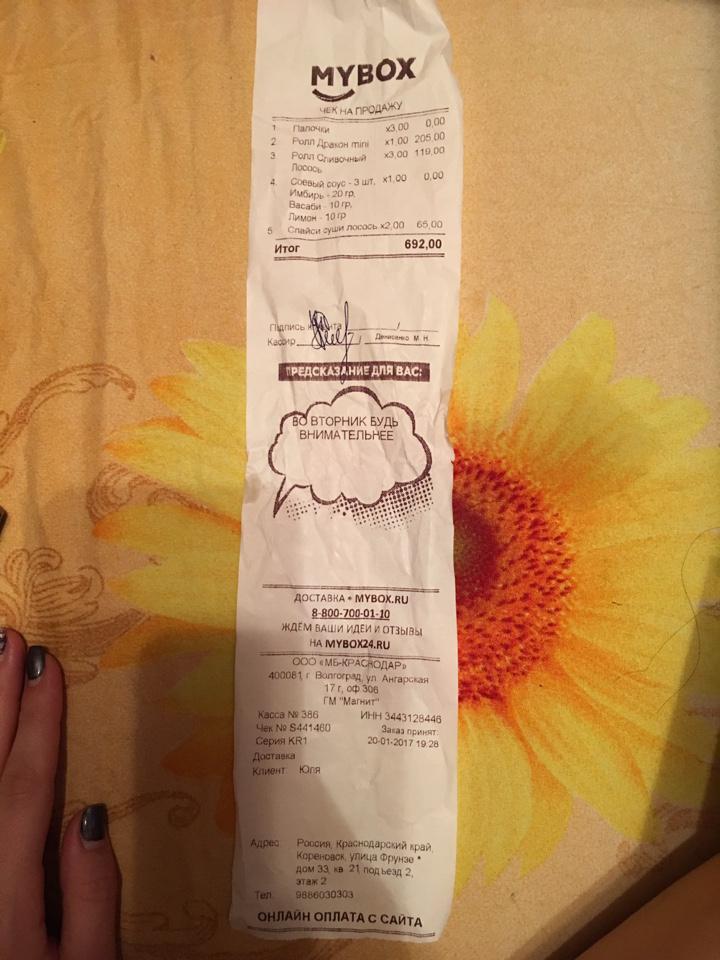 MYBOX
ЧЕК НА ПРОДАЖУ
1 Палочки x3,00 0,00
2 Ролл Дракон mini x1,00 205,00
3 Ролл Сливочный x3,00 119,00
Лосось
4 Соевый соус - 3 шт, x1,00 0,00
Имбирь - 20 гр,
Васаби - 10 гр,
Лимон - 10 гр
5 Спайси суши лосось x2,00 65,00
Итог 692,00
Підпись /
Кассир / Денисенко М. Н.
ПРЕДСКАЗАНИЕ ДЛЯ ВАС:
ВО ВТОРНИК БУДЬ
ВНИМАТЕЛЬНЕЕ
ДОСТАВКА • MYBOX.RU
8-800-700-01-10
ЖДЁМ ВАШИ ИДЕИ И ОТЗЫВЫ
НА MYBOX24.RU
ООО «МБ-КРАСНОДАР»
400081, г Волгоград, ул. Ангарская
17 г, оф.306
ГМ "Магнит"
Касса № 386 ИНН 3443128446
Чек № S441460 Заказ принят:
Серия KR1 20-01-2017 19:28
Доставка
Клиент: Юля
Адрес: Россия, Краснодарский край,
Кореновск, улица Фрунзе *
дом 33, кв. 21, подъезд 2,
этаж 2
Тел. 9886030303
ОНЛАЙН ОПЛАТА С САЙТА